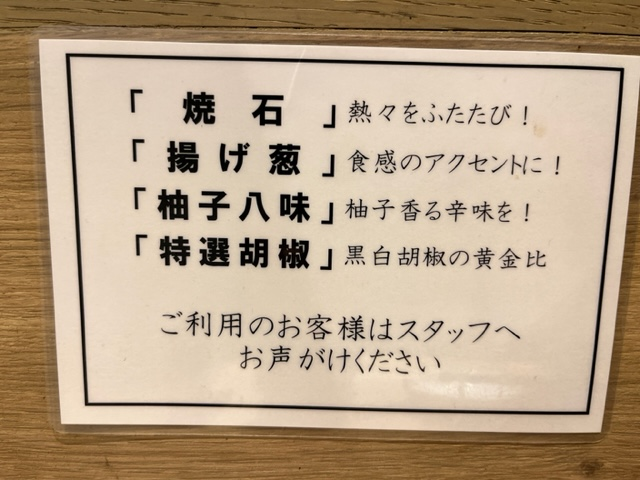 「焼石」熱々をふたたび!
「揚げ葱」食感のアクセントに!
「柚子八味」柚子香る辛味を!
「特選胡椒」黒白胡椒の黄金比
ご利用のお客様はスタッフへ
お声がけください